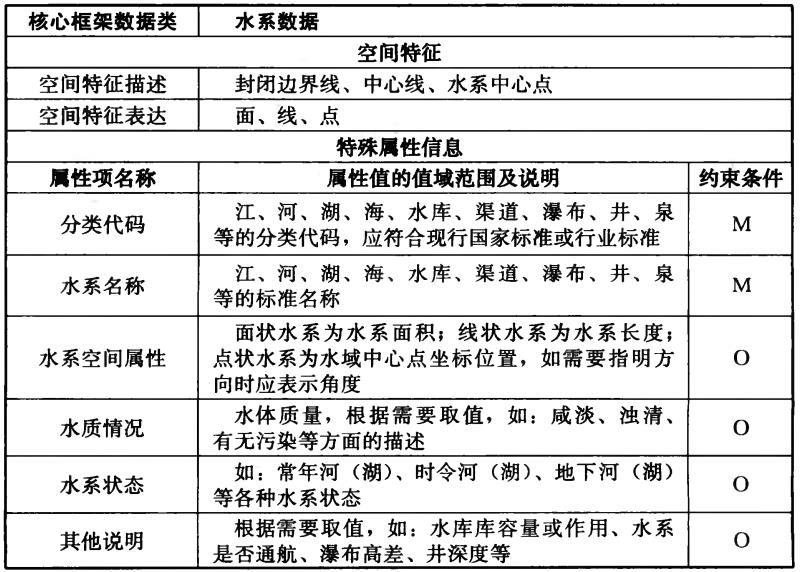 核心框架数据类 水系数据
空间特征
空间特征描述 封闭边界线、中心线、水系中心点
空间特征表达 面、线、点
特殊属性信息
属性项名称 属性值的值域范围及说明 约束条件
分类代码 江、河、湖、海、水库、渠道、瀑布、井、泉
等的分类代码，应符合现行国家标准或行业标准 M
水系名称 江、河、湖、海、水库、渠道、瀑布、井、泉
等的标准名称 M
水系空间属性 面状水系为水系面积；线状水系为水系长度；
点状水系为水域中心点坐标位置，如需要指明方
向时应表示角度 O
水质情况 水体质量，根据需要取值，如：咸淡、浊清、
有无污染等方面的描述 O
水系状态 如：常年河（湖）、时令河（湖）、地下河（湖）
等各种水系状态 O
其他说明 根据需要取值，如：水库库容量或作用、水系
是否通航、瀑布高差、井深度等 O